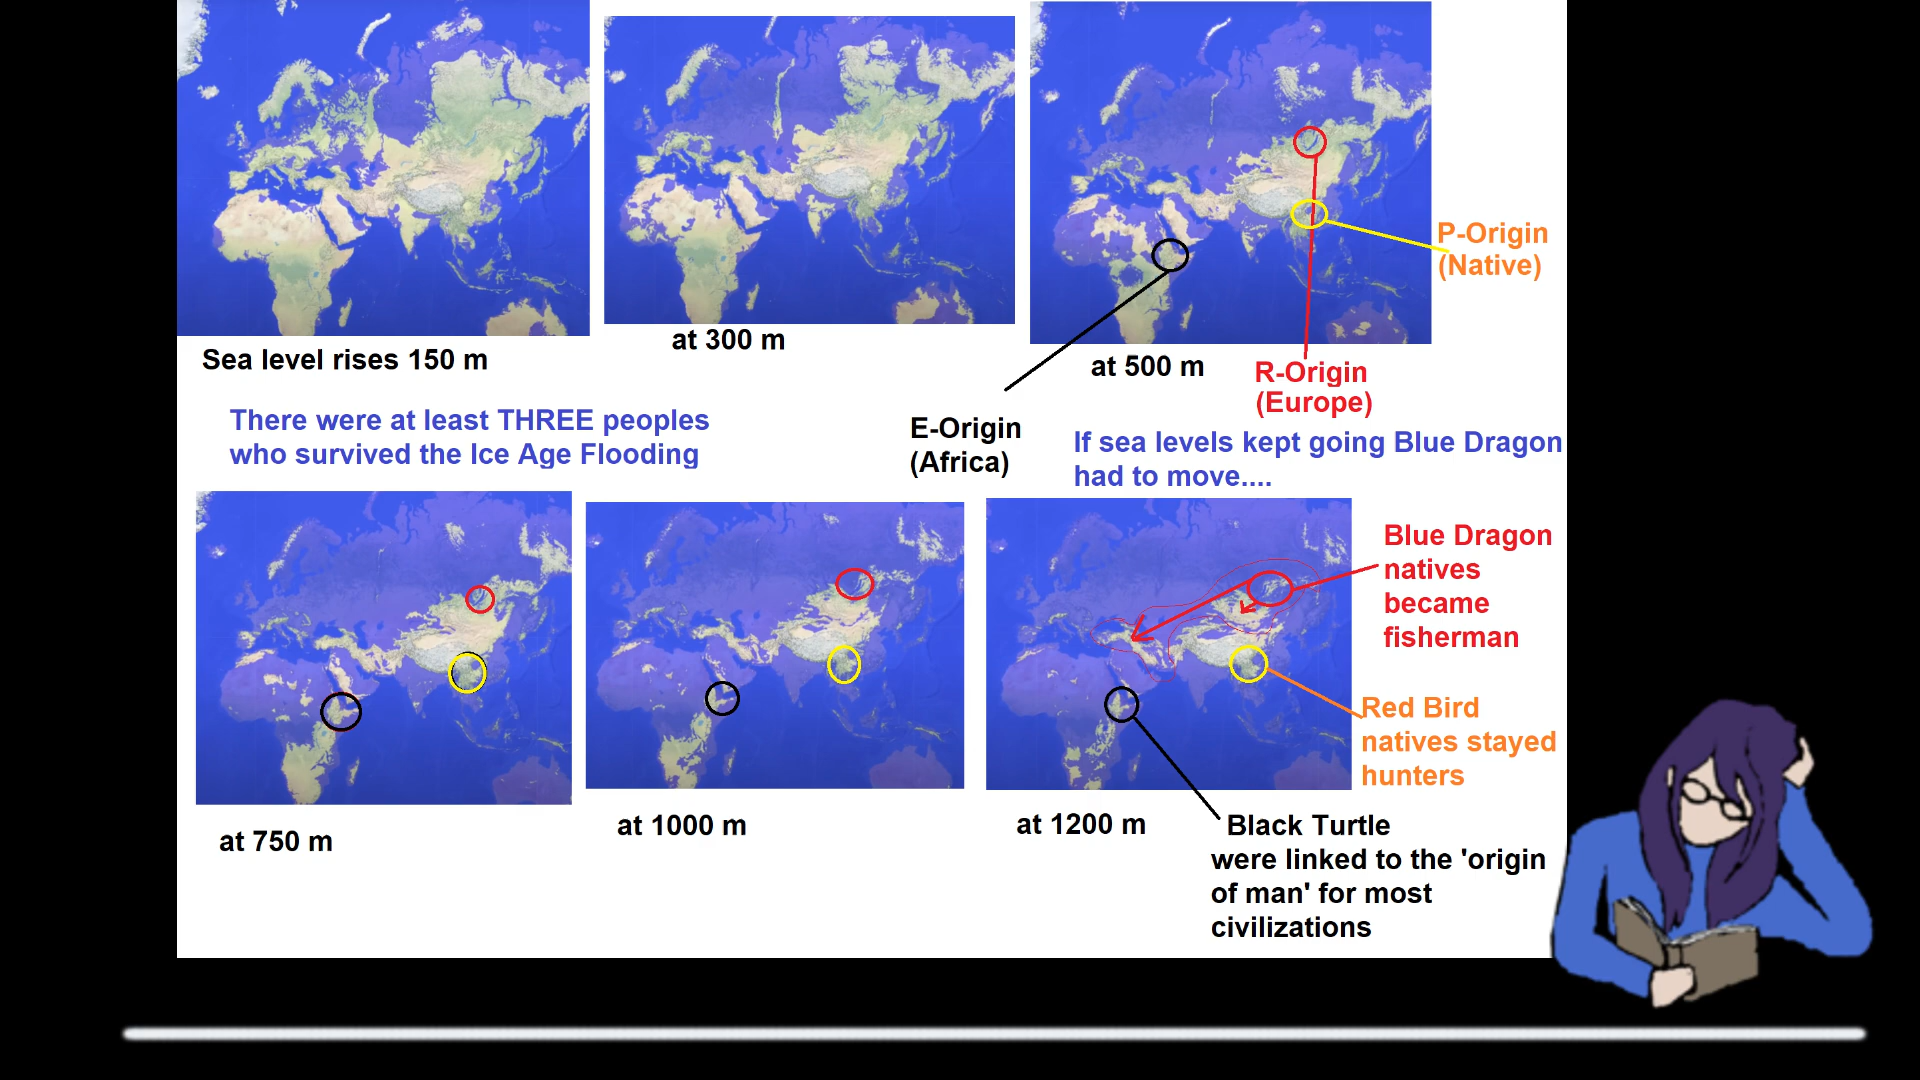 Sea level rises 150 m
at 300 m
at 500 m
P-Origin
(Native)
R-Origin
(Europe)
E-Origin
(Africa)
There were at least THREE peoples
who survived the Ice Age Flooding
If sea levels kept going Blue Dragon
had to move....
at 750 m
at 1000 m
at 1200 m
Blue Dragon
natives
became
fisherman
Red Bird
natives stayed
hunters
Black Turtle
were linked to the 'origin
of man' for most
civilizations